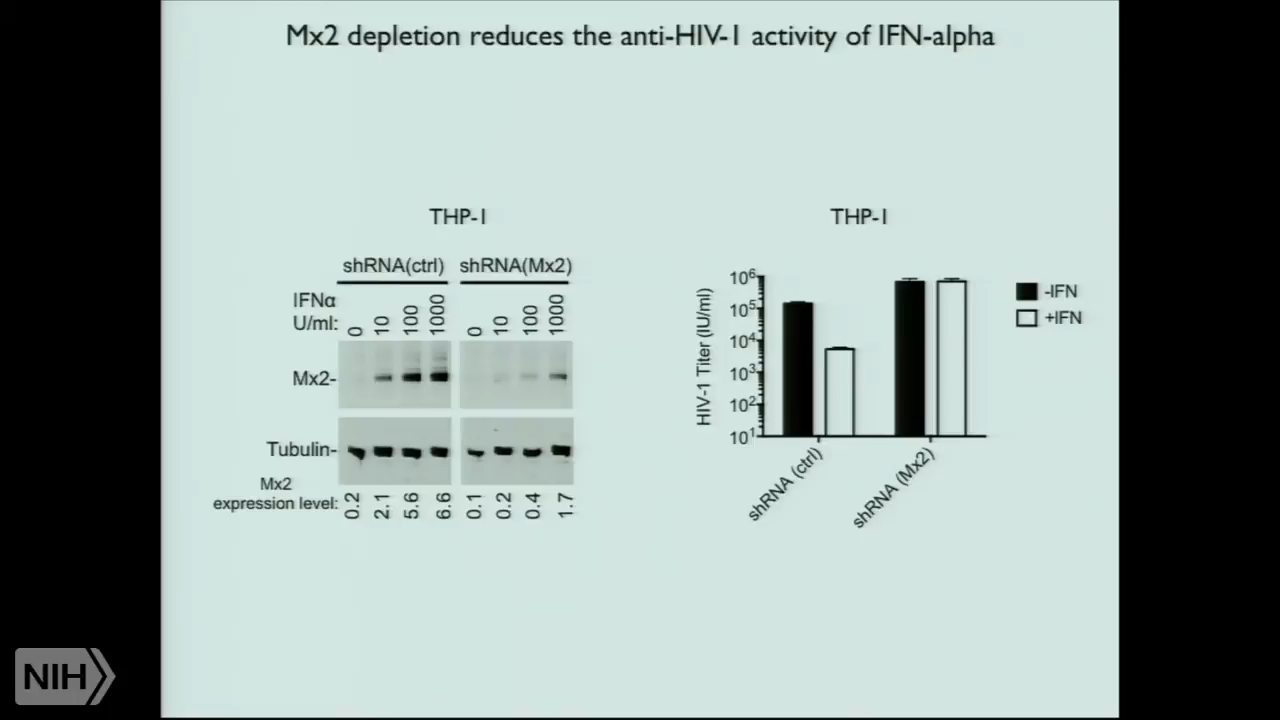 Mx2 depletion reduces the anti-HIV-1 activity of IFN-alpha
THP-1
shRNA(ctrl) shRNA(Mx2)
IFNα
U/ml:
0 10 100 1000 0 10 100 1000
Mx2-
Tubulin-
Mx2
expression level:
0.2 2.1 5.6 6.6 0.1 0.2 0.4 1.7
THP-1
HIV-1 Titer (IU/ml)
10⁶
10⁵
10⁴
10³
10²
10¹
shRNA (ctrl)
shRNA (Mx2)
-IFN
+IFN
NIH